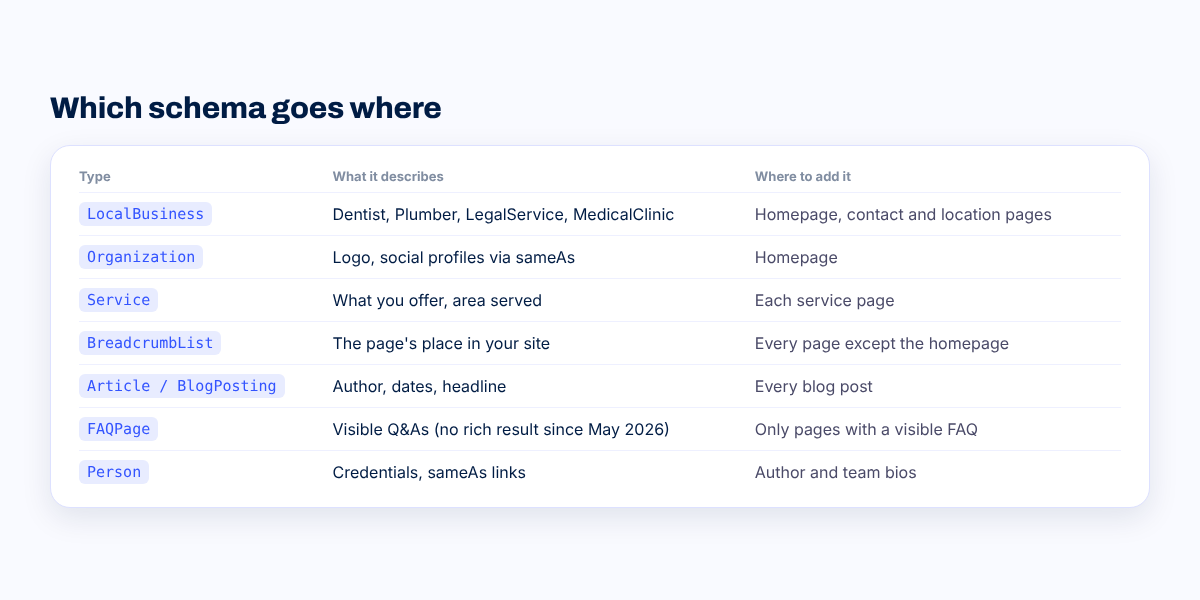 Which schema goes where
Type What it describes Where to add it
LocalBusiness Dentist, Plumber, LegalService, MedicalClinic Homepage, contact and location pages
Organization Logo, social profiles via sameAs Homepage
Service What you offer, area served Each service page
BreadcrumbList The page's place in your site Every page except the homepage
Article / BlogPosting Author, dates, headline Every blog post
FAQPage Visible Q&As (no rich result since May 2026) Only pages with a visible FAQ
Person Credentials, sameAs links Author and team bios